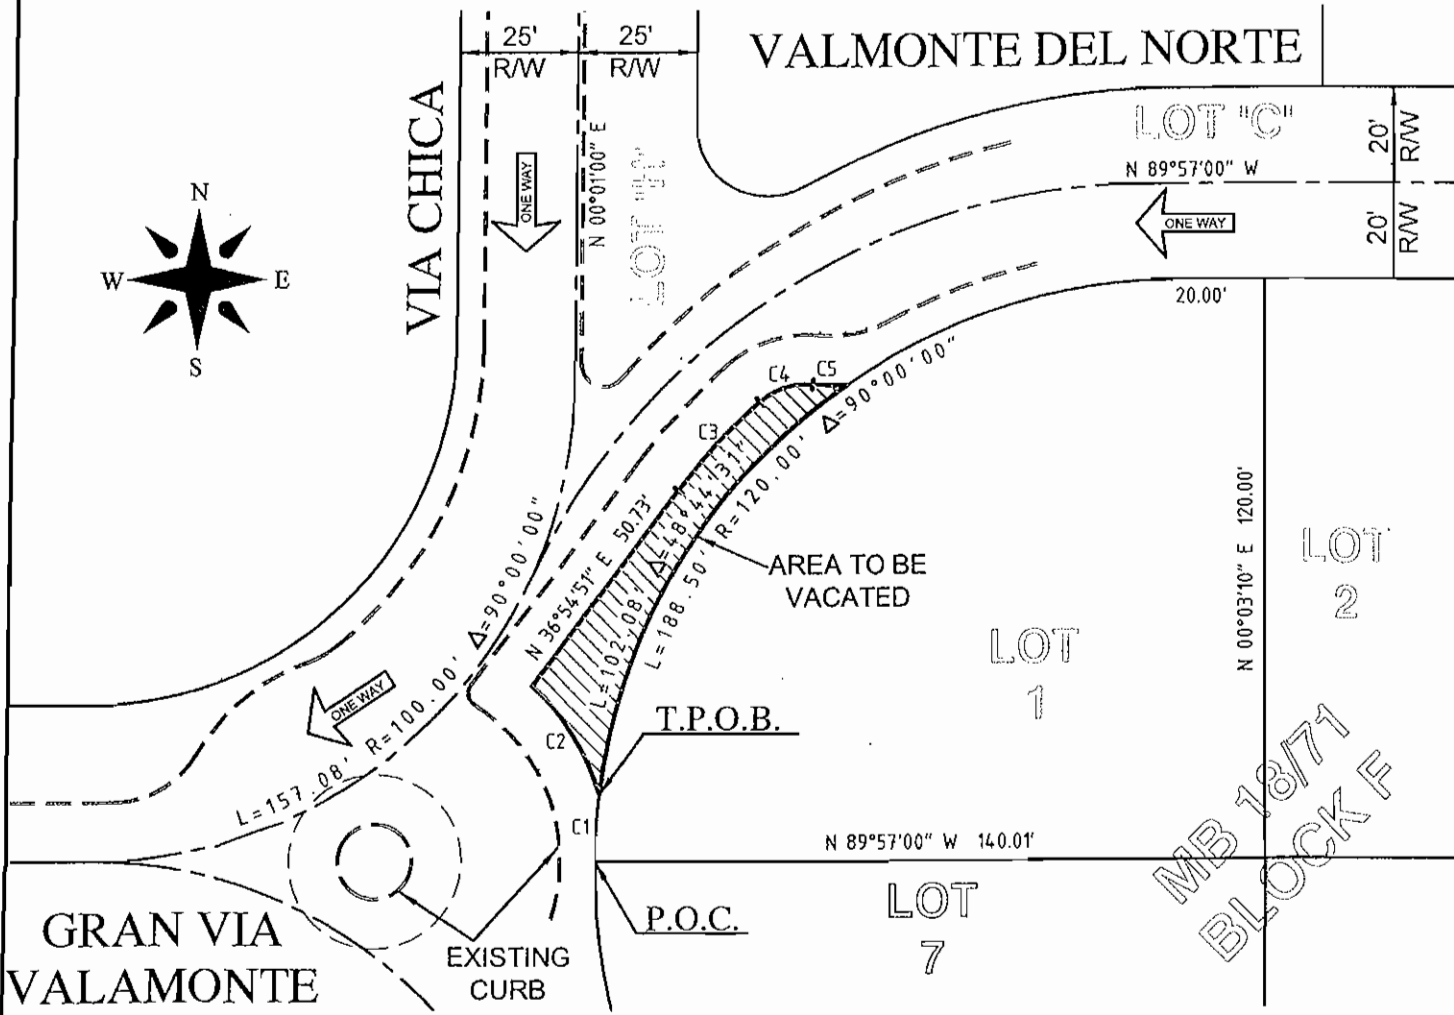 25'
R/W
25'
R/W
VALMONTE DEL NORTE
LOT "C"
20'
R/W
N 89°57'00" W
20'
R/W
ONE WAY
20.00'
VIA CHICA
ONE WAY
N 00°01'00" E
N
W
E
S
C4
C5
C3
Δ=90°00'00"
R=120.00'
L=188.50'
Δ=48°44'31"
L=102.08'
N 36°54'51" E 50.73'
AREA TO BE
VACATED
N 00°03'10" E 120.00'
LOT
2
LOT
1
Δ=90°00'00"
R=100.00'
L=157.08'
ONE WAY
C2
T.P.O.B.
C1
N 89°57'00" W 140.01'
MB 18/71
BLOCK F
LOT
7
P.O.C.
GRAN VIA
VALAMONTE
EXISTING
CURB
LOT